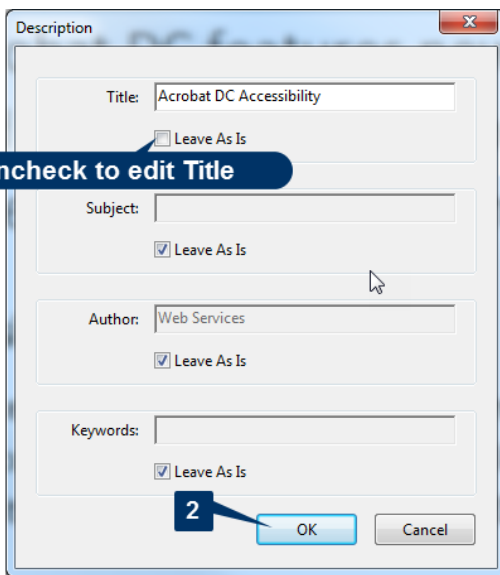 Description
Title: Acrobat DC Accessibility
Leave As Is
ncheck to edit Title
Subject:
Leave As Is
Author: Web Services
Leave As Is
Keywords:
Leave As Is
2
OK Cancel